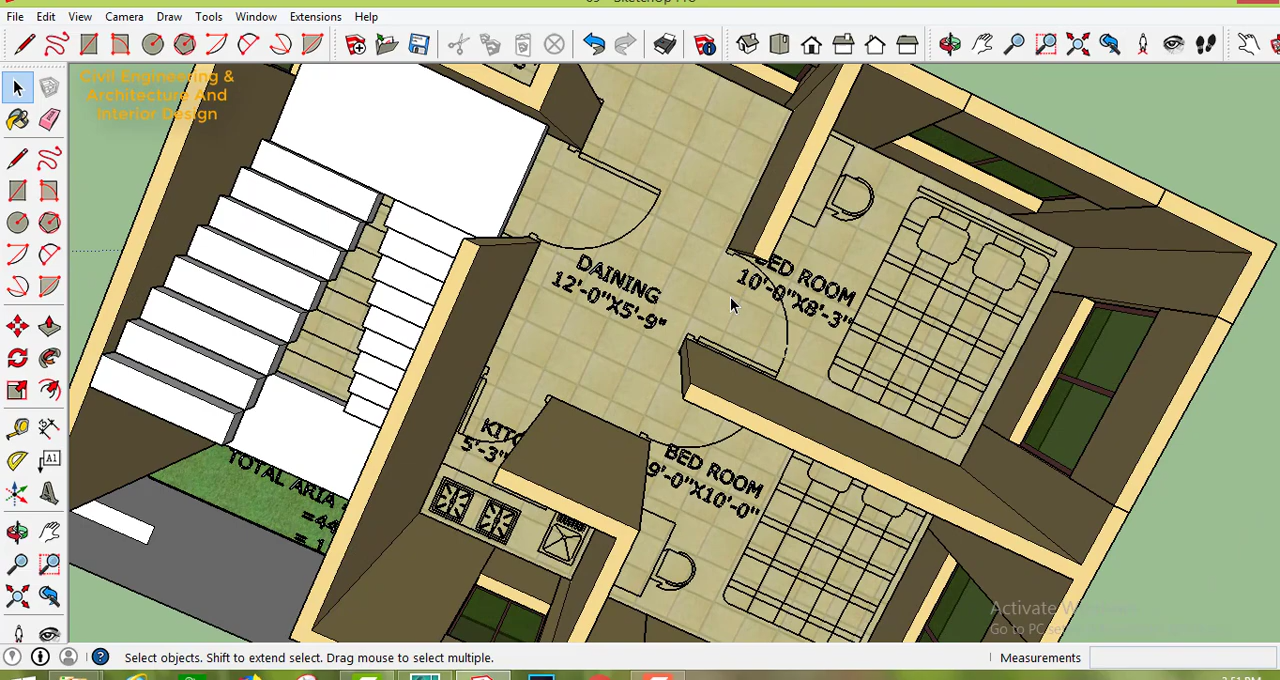 File Edit View Camera Draw Tools Window Extensions Help
Civil Engineering &
Architecture And
Interior Design
DAINING
12'-0"X5'-9"
BED ROOM
10'-0"X8'-3"
5'-3"
BED ROOM
9'-0"X10'-0"
TOTAL ARIA
=44
Select objects. Shift to extend select. Drag mouse to select multiple.
Measurements